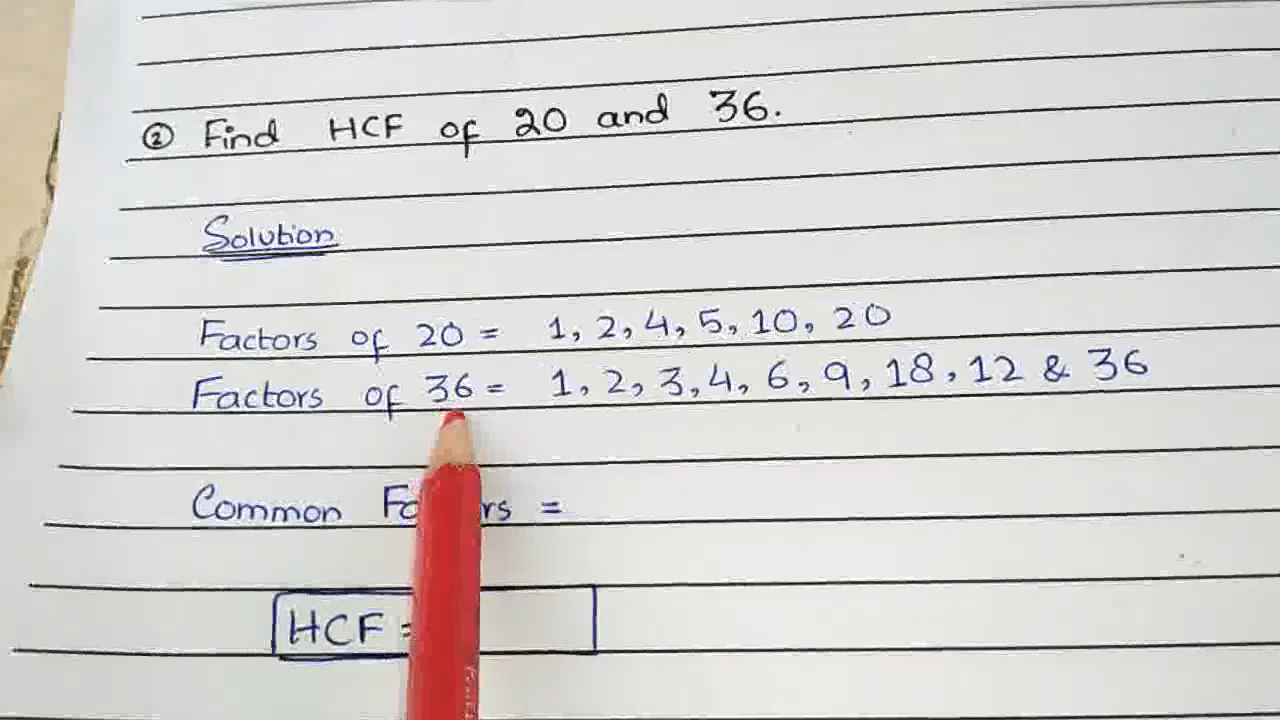 ② Find HCF of 20 and 36.
Solution
Factors of 20 = 1, 2, 4, 5, 10, 20
Factors of 36 = 1, 2, 3, 4, 6, 9, 18, 12 & 36
Common =
HCF =